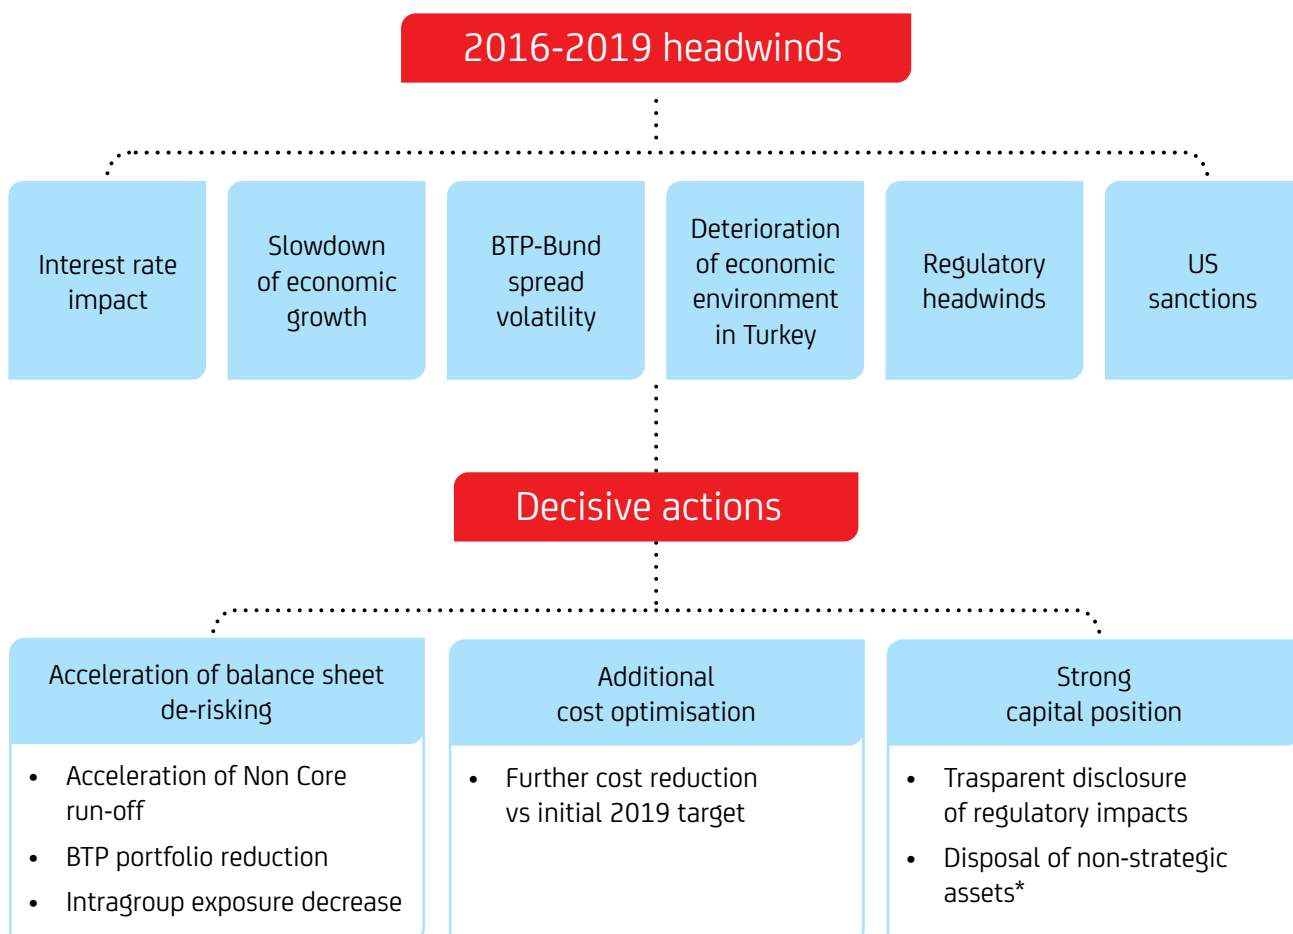 2016-2019 headwinds
Interest rate
impact
Slowdown
of economic
growth
BTP-Bund
spread
volatility
Deterioration
of economic
environment
in Turkey
Regulatory
headwinds
US
sanctions
Decisive actions
Acceleration of balance sheet
de-risking
• Acceleration of Non Core
run-off
• BTP portfolio reduction
• Intragroup exposure decrease
Additional
cost optimisation
• Further cost reduction
vs initial 2019 target
Strong
capital position
• Trasparent disclosure
of regulatory impacts
• Disposal of non-strategic
assets*